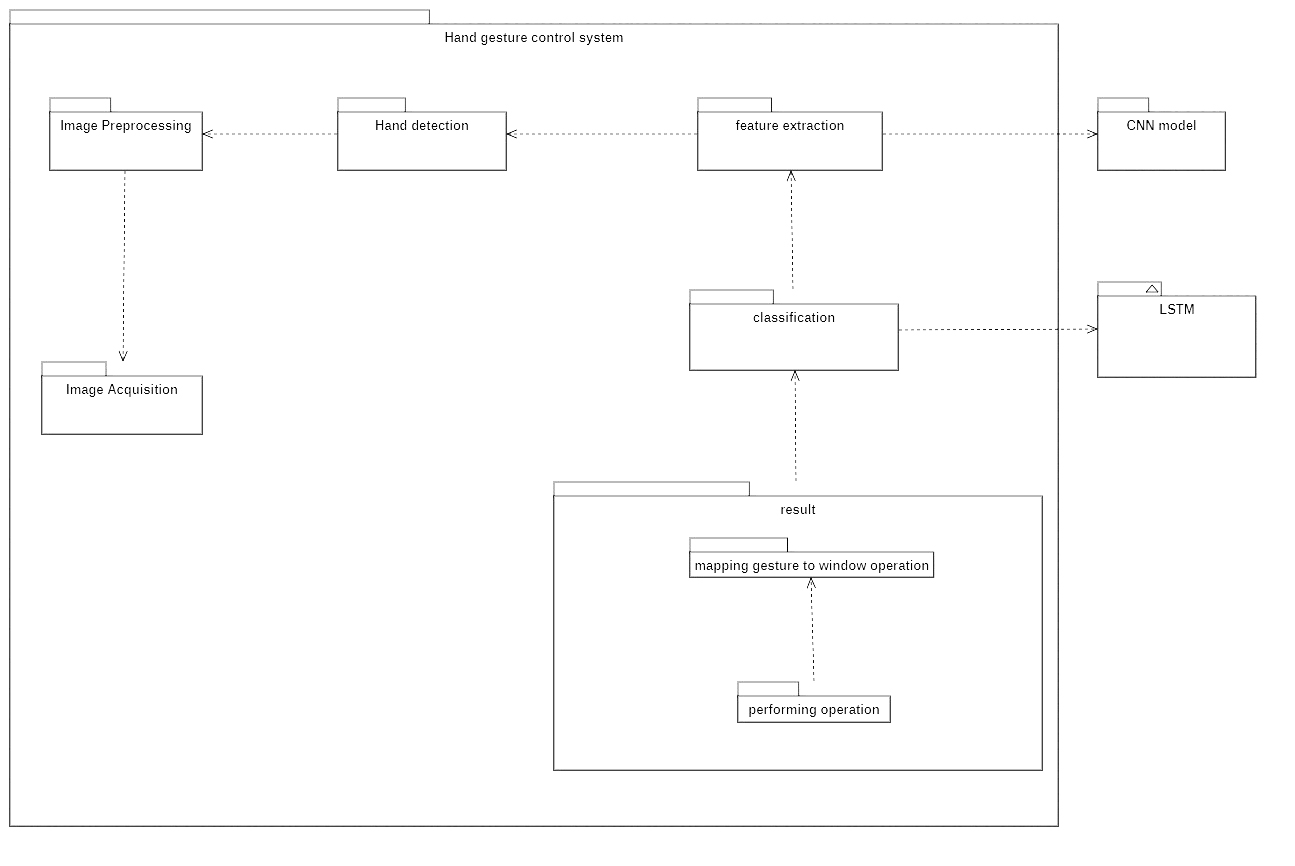 Hand gesture control system
Image Preprocessing
Hand detection
feature extraction
CNN model
classification
LSTM
Image Acquisition
result
mapping gesture to window operation
performing operation